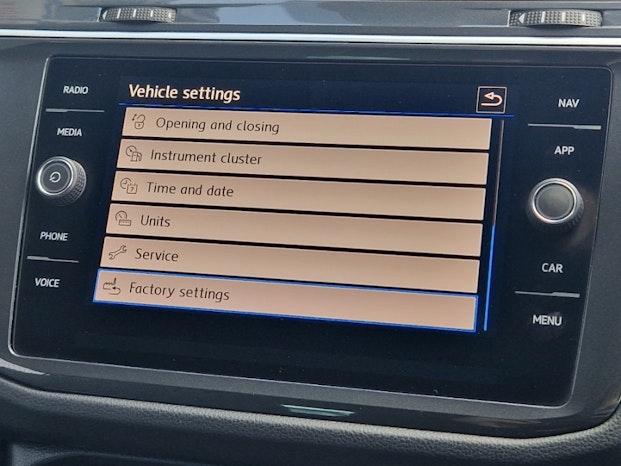 RADIO
MEDIA
PHONE
VOICE
Vehicle settings
Opening and closing
Instrument cluster
Time and date
Units
Service
Factory settings
NAV
APP
CAR
MENU